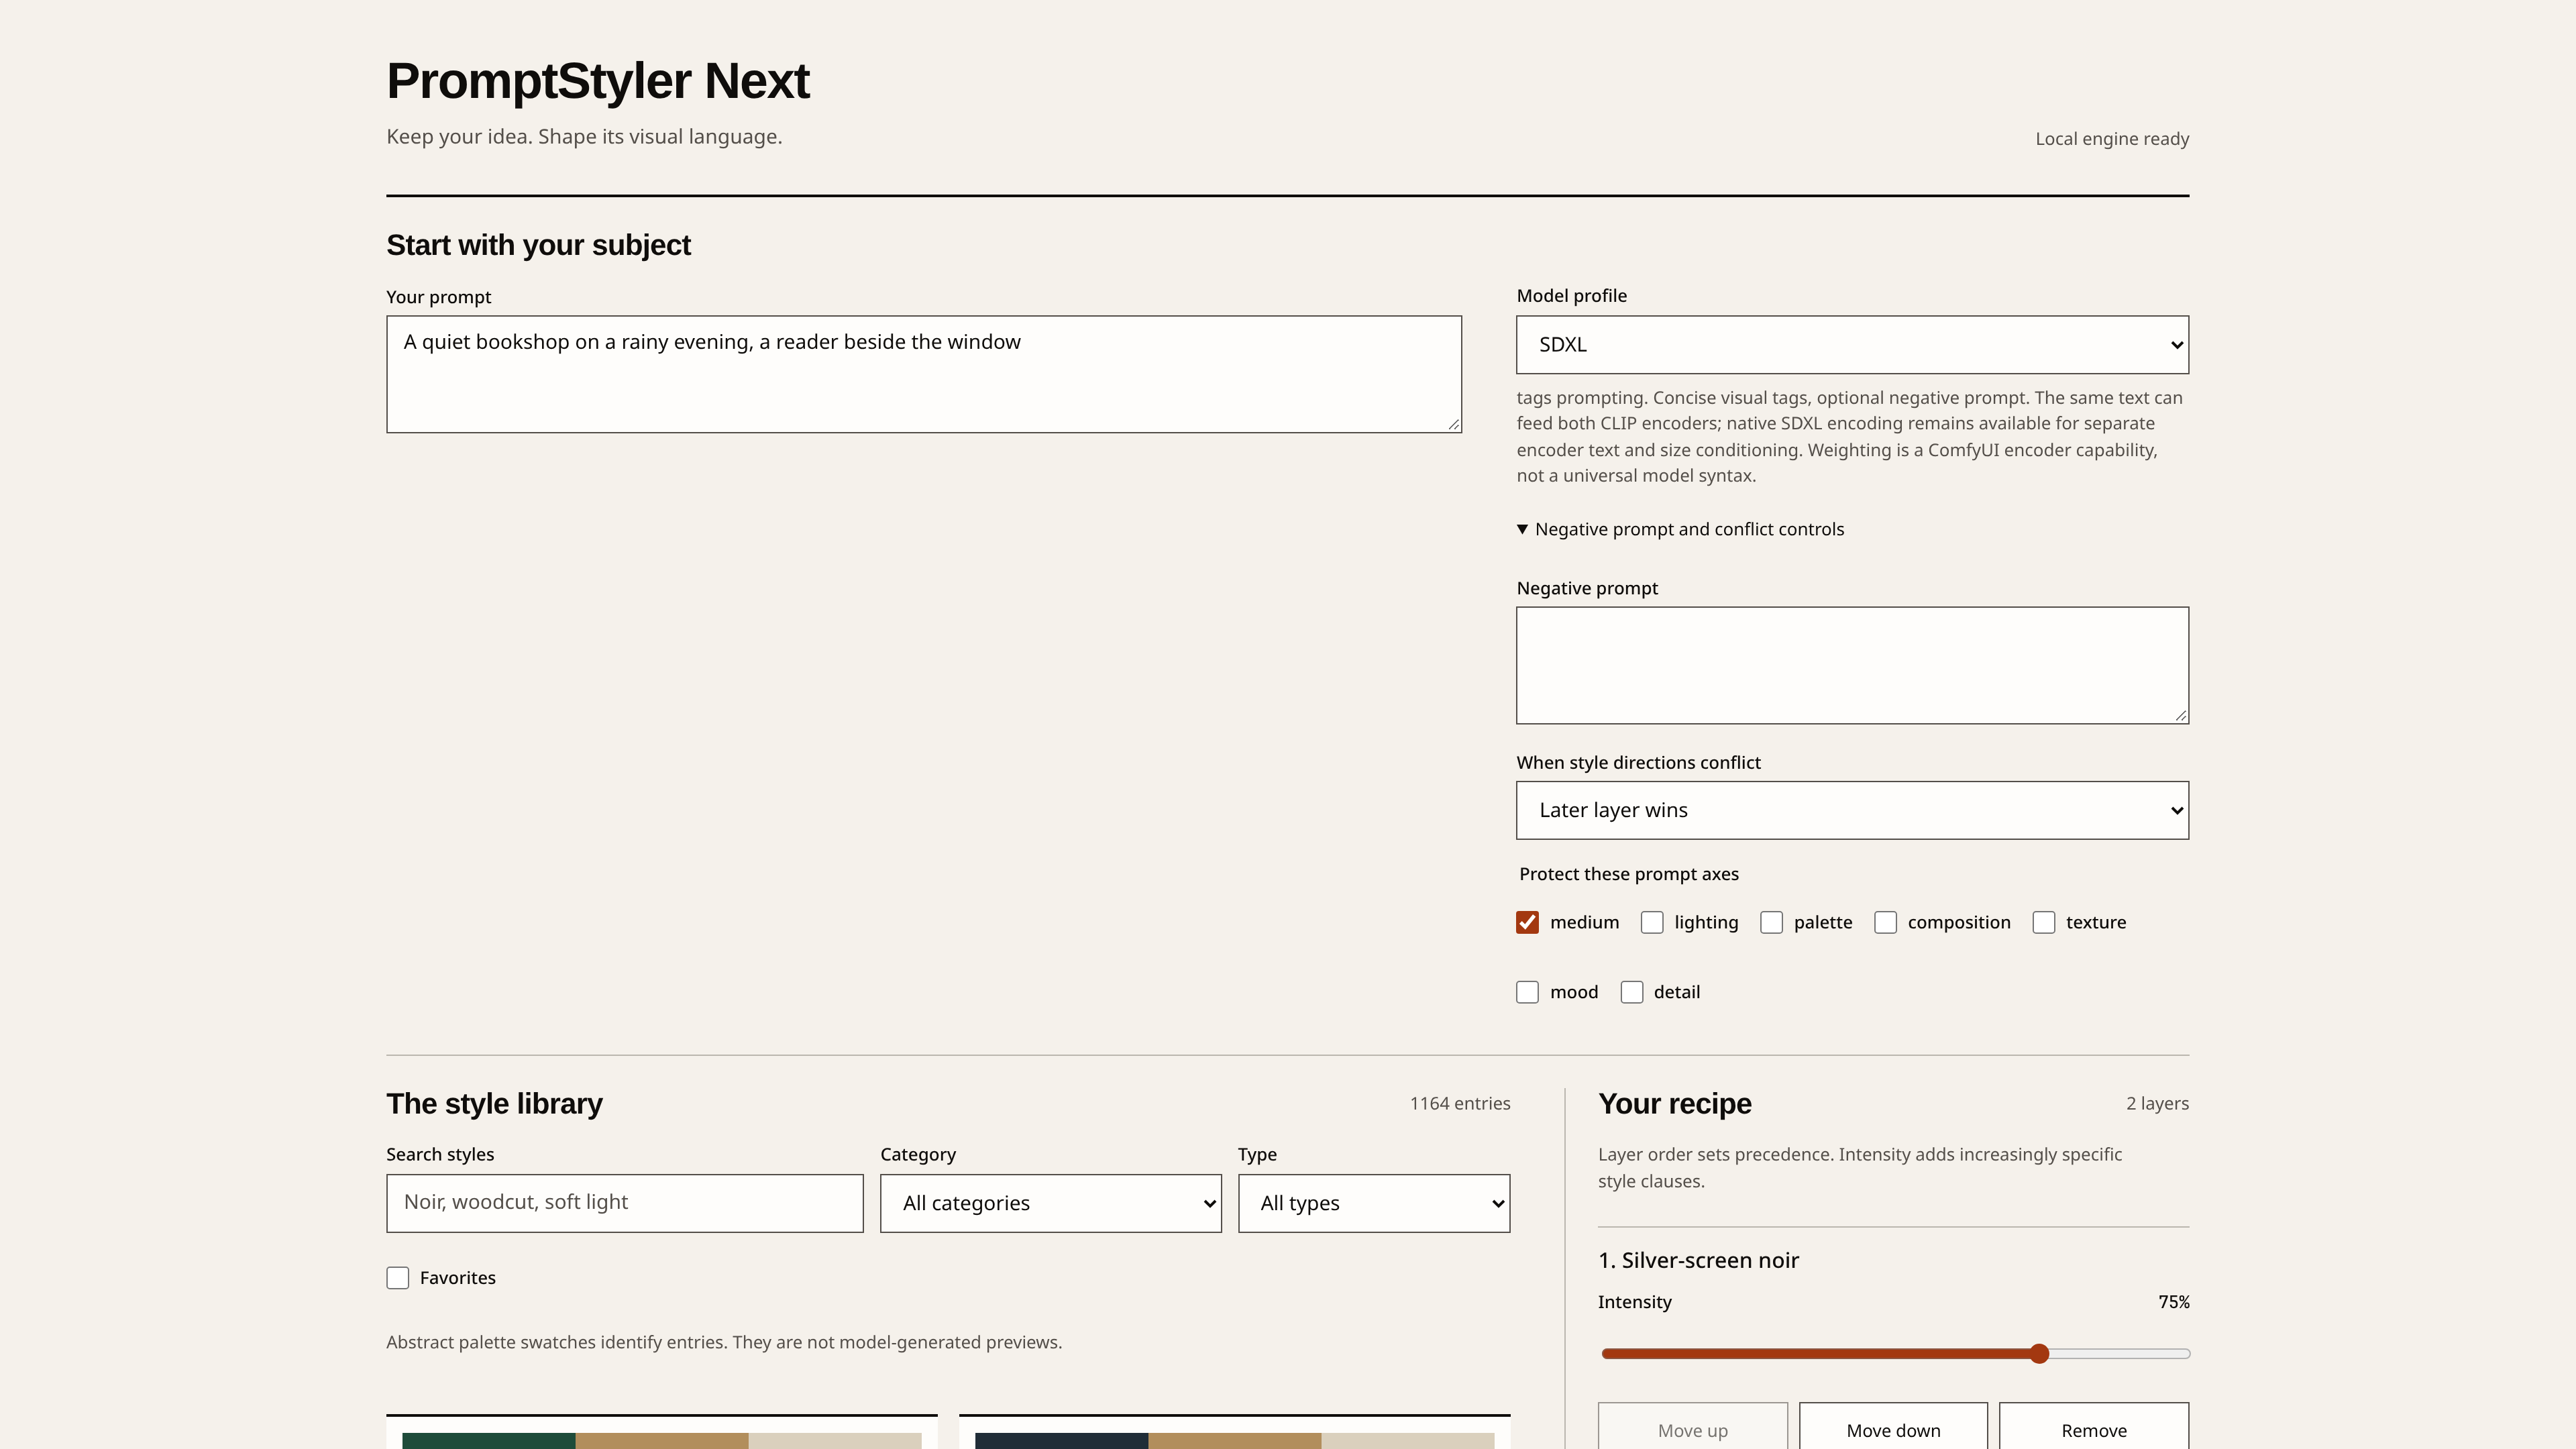 PromptStyler Next
Keep your idea. Shape its visual language.
Local engine ready
Start with your subject
Your prompt
A quiet bookshop on a rainy evening, a reader beside the window
Model profile
SDXL
tags prompting. Concise visual tags, optional negative prompt. The same text can
feed both CLIP encoders; native SDXL encoding remains available for separate
encoder text and size conditioning. Weighting is a ComfyUI encoder capability,
not a universal model syntax.
▼ Negative prompt and conflict controls
Negative prompt
When style directions conflict
Later layer wins
Protect these prompt axes
medium lighting palette composition texture
mood detail
The style library
1164 entries
Search styles
Noir, woodcut, soft light
Category
All categories
Type
All types
Favorites
Abstract palette swatches identify entries. They are not model-generated previews.
Your recipe
2 layers
Layer order sets precedence. Intensity adds increasingly specific
style clauses.
1. Silver-screen noir
Intensity
75%
Move up
Move down
Remove